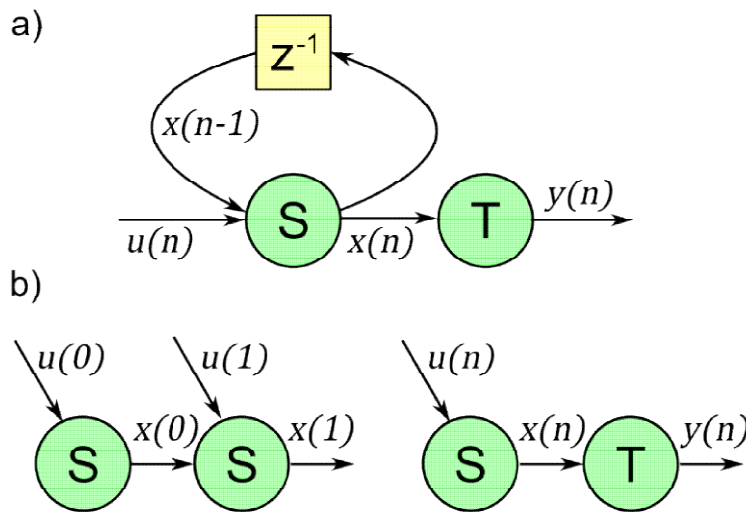 a)
z⁻¹
x(n-1)
S
T
u(n)
x(n)
y(n)
b)
u(0)
u(1)
u(n)
x(0)
x(1)
x(n)
y(n)
S
S
S
T